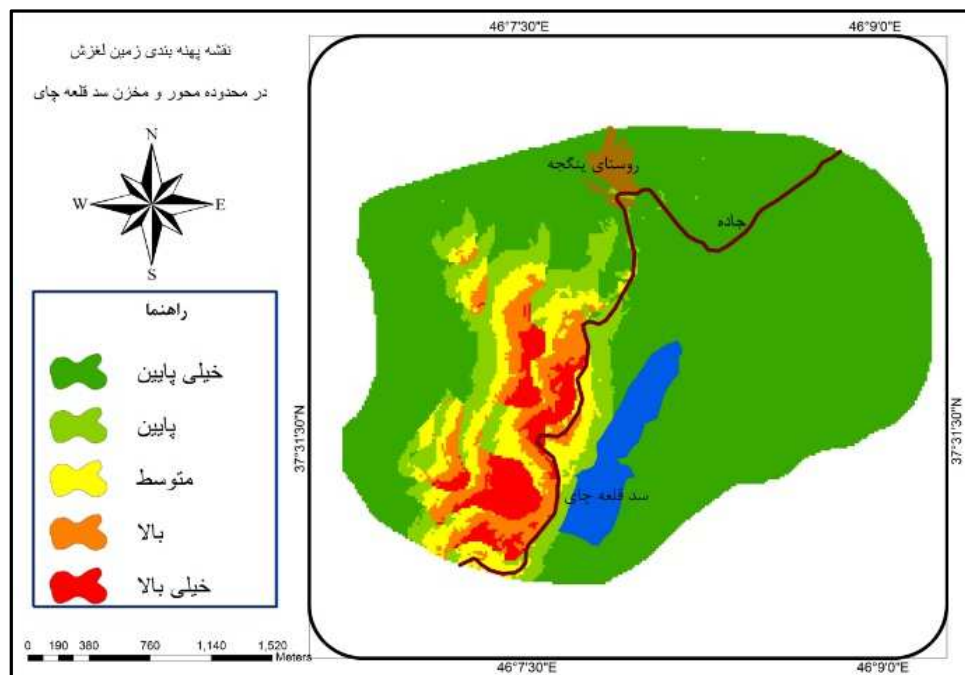 نقشه پهنه بندی زمین لغزش
در محدوده محور و مخزن سد قلعه چای
N
W
E
S
راهنما
خیلی پایین
پایین
متوسط
بالا
خیلی بالا
0 190 380 760 1,140 1,520
Meters
46°7'30"E
46°9'0"E
37°31'30"N
37°31'30"N
روستای ینگجه
جاده
سد قلعه چای
46°7'30"E
46°9'0"E